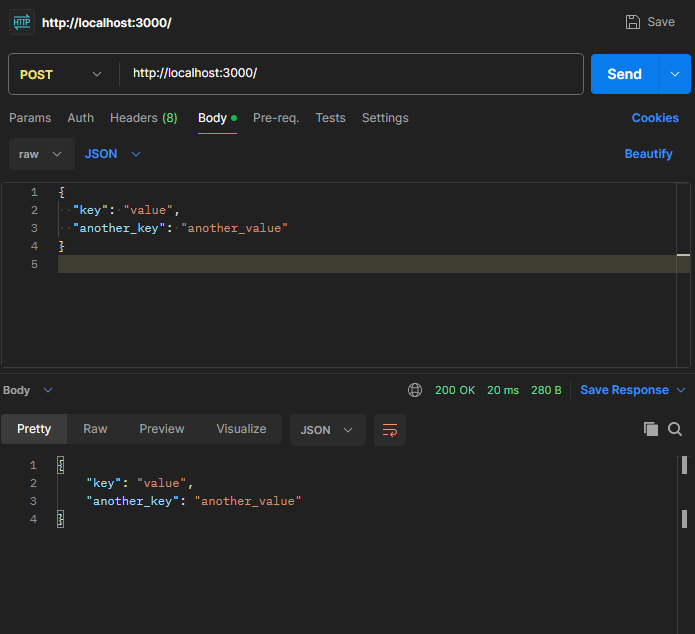 HTTP http://localhost:3000/ Save
POST http://localhost:3000/ Send
Params Auth Headers (8) Body Pre-req. Tests Settings Cookies
raw JSON Beautify
1 {
2 "key": "value",
3 "another_key": "another_value"
4 }
5
Body 200 OK 20 ms 280 B Save Response
Pretty Raw Preview Visualize JSON
1 {
2 "key": "value",
3 "another_key": "another_value"
4 }